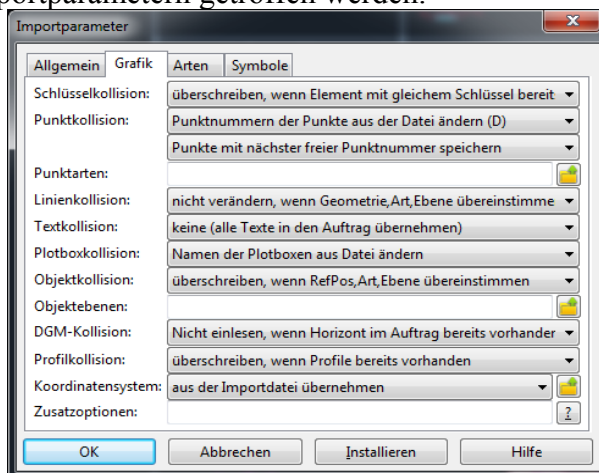 portparametern getroffen werden.
Importparameter
Allgemein Grafik Arten Symbole
Schlüsselkollision: überschreiben, wenn Element mit gleichem Schlüssel bereit
Punktkollision: Punktnummern der Punkte aus der Datei ändern (D)
Punkte mit nächster freier Punktnummer speichern
Punktarten:
Linienkollision: nicht verändern, wenn Geometrie,Art,Ebene übereinstimme
Textkollision: keine (alle Texte in den Auftrag übernehmen)
Plotboxkollision: Namen der Plotboxen aus Datei ändern
Objektkollision: überschreiben, wenn RefPos,Art,Ebene übereinstimmen
Objektebenen:
DGM-Kollision: Nicht einlesen, wenn Horizont im Auftrag bereits vorhander
Profilkollision: überschreiben, wenn Profile bereits vorhanden
Koordinatensystem: aus der Importdatei übernehmen
Zusatzoptionen: ?
OK Abbrechen Installieren Hilfe